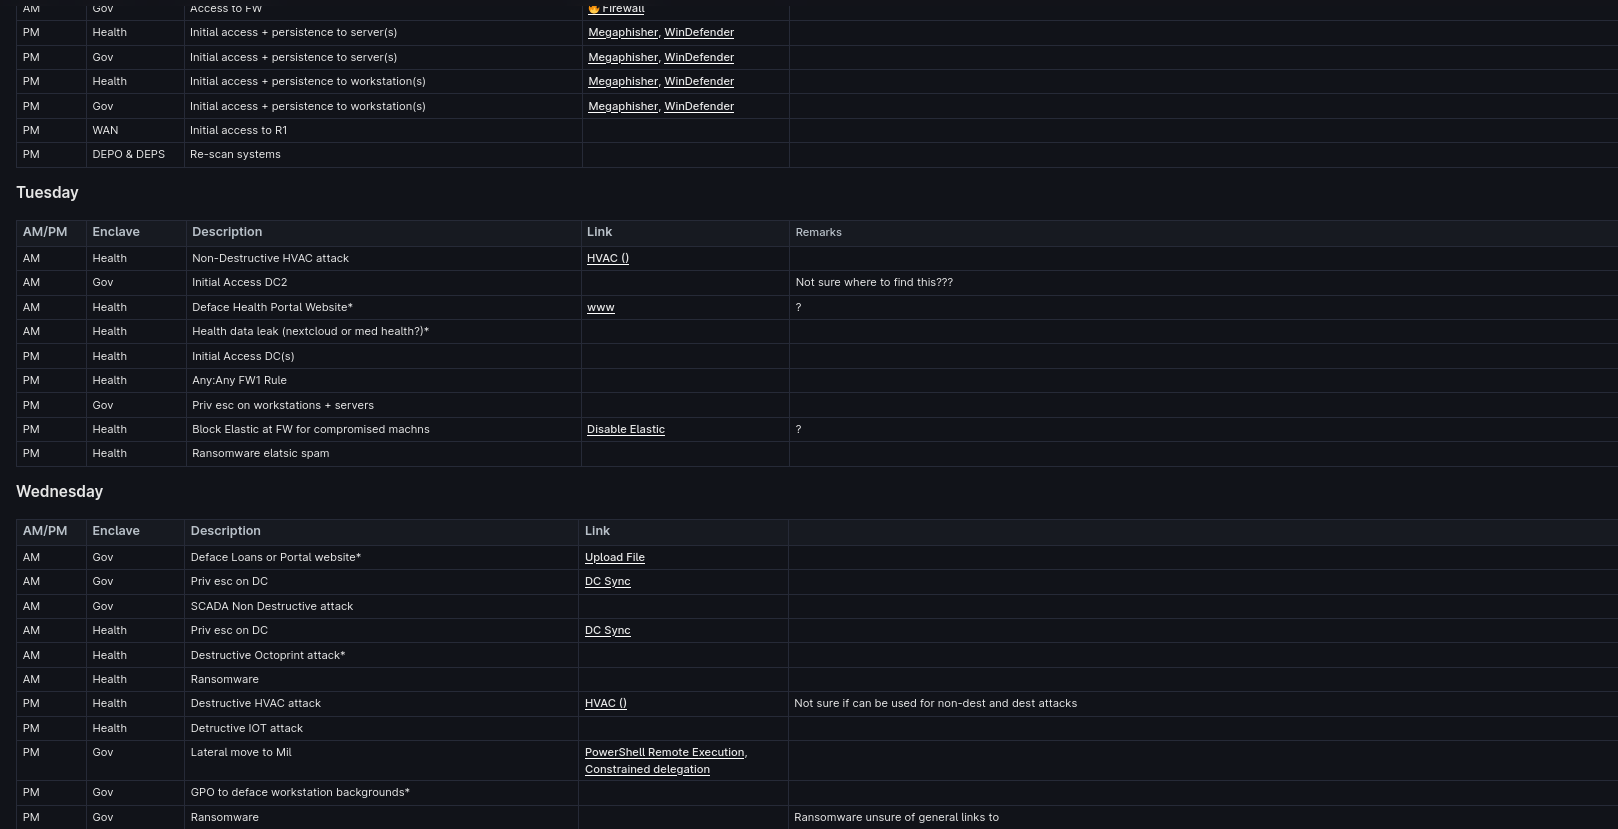 AM Gov Access to FW 🔥 Firewall
PM Health Initial access + persistence to server(s) Megaphisher, WinDefender
PM Gov Initial access + persistence to server(s) Megaphisher, WinDefender
PM Health Initial access + persistence to workstation(s) Megaphisher, WinDefender
PM Gov Initial access + persistence to workstation(s) Megaphisher, WinDefender
PM WAN Initial access to R1
PM DEPO & DEPS Re-scan systems
Tuesday
AM/PM Enclave Description Link Remarks
AM Health Non-Destructive HVAC attack HVAC ()
AM Gov Initial Access DC2 Not sure where to find this???
AM Health Deface Health Portal Website* www ?
AM Health Health data leak (nextcloud or med health?)*
PM Health Initial Access DC(s)
PM Health Any:Any FW1 Rule
PM Gov Priv esc on workstations + servers
PM Health Block Elastic at FW for compromised machns Disable Elastic ?
PM Health Ransomware elatsic spam
Wednesday
AM/PM Enclave Description Link
AM Gov Deface Loans or Portal website* Upload File
AM Gov Priv esc on DC DC Sync
AM Gov SCADA Non Destructive attack
AM Health Priv esc on DC DC Sync
AM Health Destructive Octoprint attack*
AM Health Ransomware
PM Health Destructive HVAC attack HVAC () Not sure if can be used for non-dest and dest attacks
PM Health Detructive IOT attack
PM Gov Lateral move to Mil PowerShell Remote Execution,
Constrained delegation
PM Gov GPO to deface workstation backgrounds*
PM Gov Ransomware Ransomware unsure of general links to